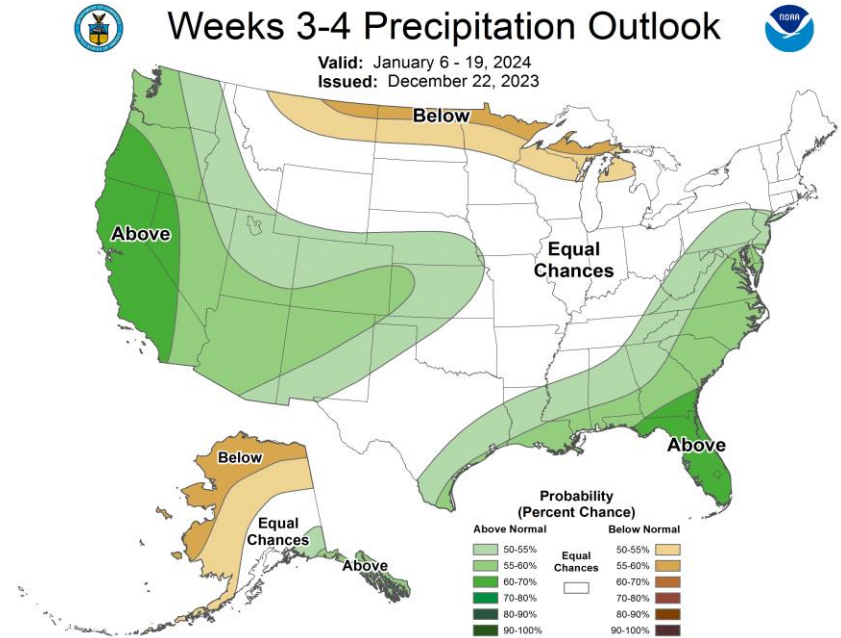 Weeks 3-4 Precipitation Outlook
NOAA
Valid: January 6 - 19, 2024
Issued: December 22, 2023
Below
Above
Equal
Chances
Above
Below
Equal
Chances
Above
Probability
(Percent Chance)
Above Normal
Below Normal
50-55%
55-60%
60-70%
70-80%
80-90%
90-100%
Equal
Chances
50-55%
55-60%
60-70%
70-80%
80-90%
90-100%